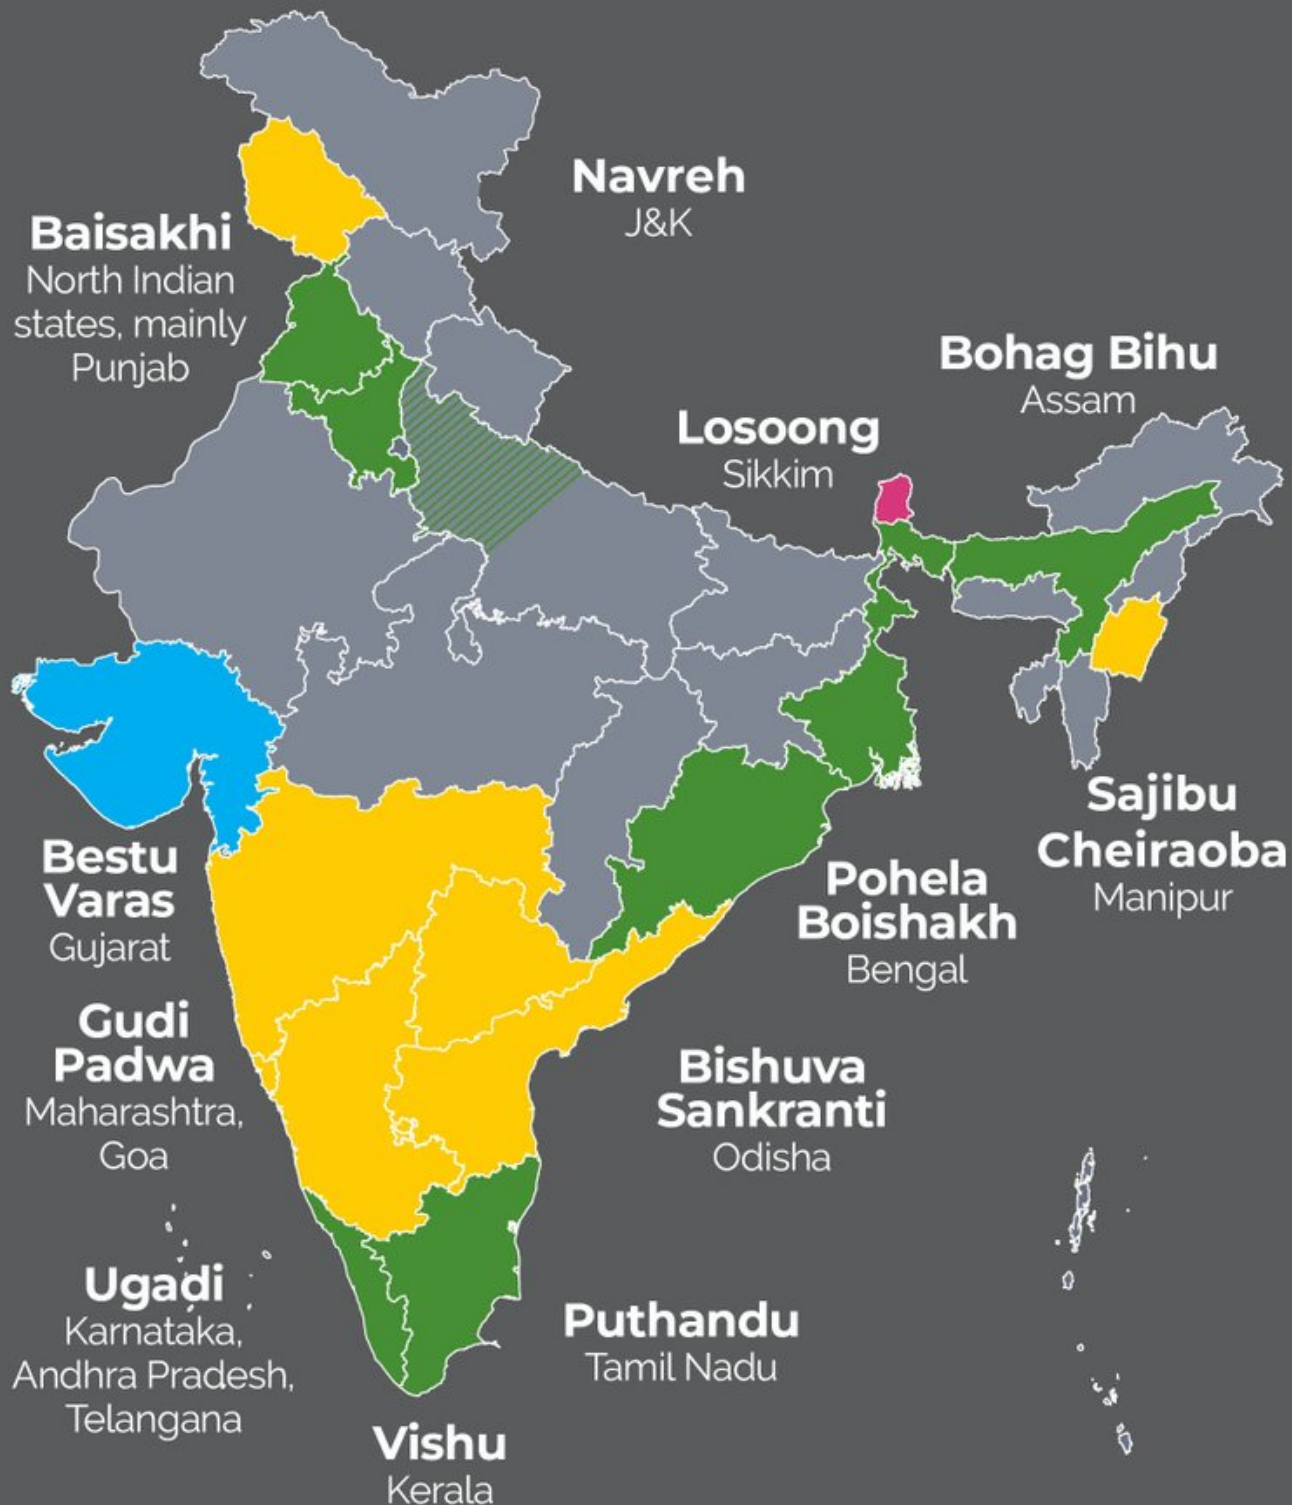 Navreh
J&K
Baisakhi
North Indian
states, mainly
Punjab
Bohag Bihu
Assam
Losoong
Sikkim
Sajibu
Cheiraoba
Manipur
Bestu
Varas
Gujarat
Pohela
Boishakh
Bengal
Gudi
Padwa
Maharashtra,
Goa
Bishuva
Sankranti
Odisha
Ugadi
Karnataka,
Andhra Pradesh,
Telangana
Puthandu
Tamil Nadu
Vishu
Kerala